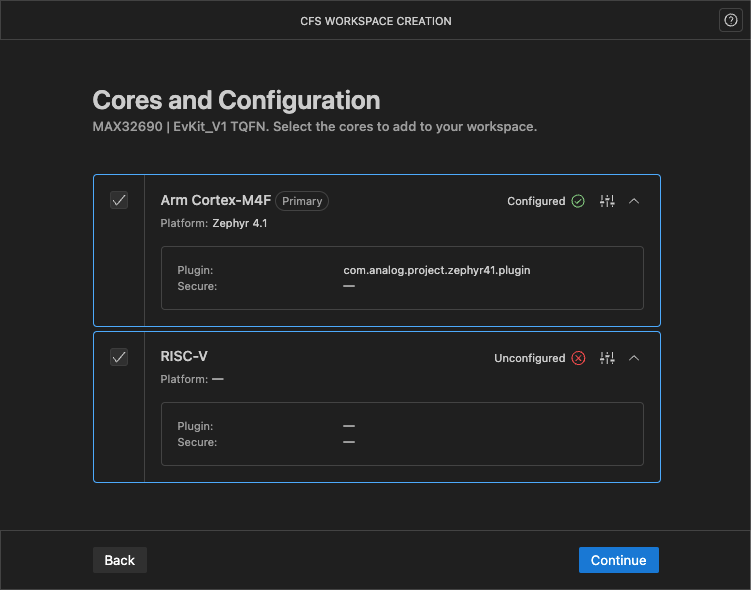 CFS WORKSPACE CREATION
Cores and Configuration
MAX32690 | EvKit_V1 TQFN. Select the cores to add to your workspace.
Arm Cortex-M4F Primary Configured
Platform: Zephyr 4.1
Plugin: com.analog.project.zephyr41.plugin
Secure: —
RISC-V Unconfigured
Platform: —
Plugin: —
Secure: —
Back Continue